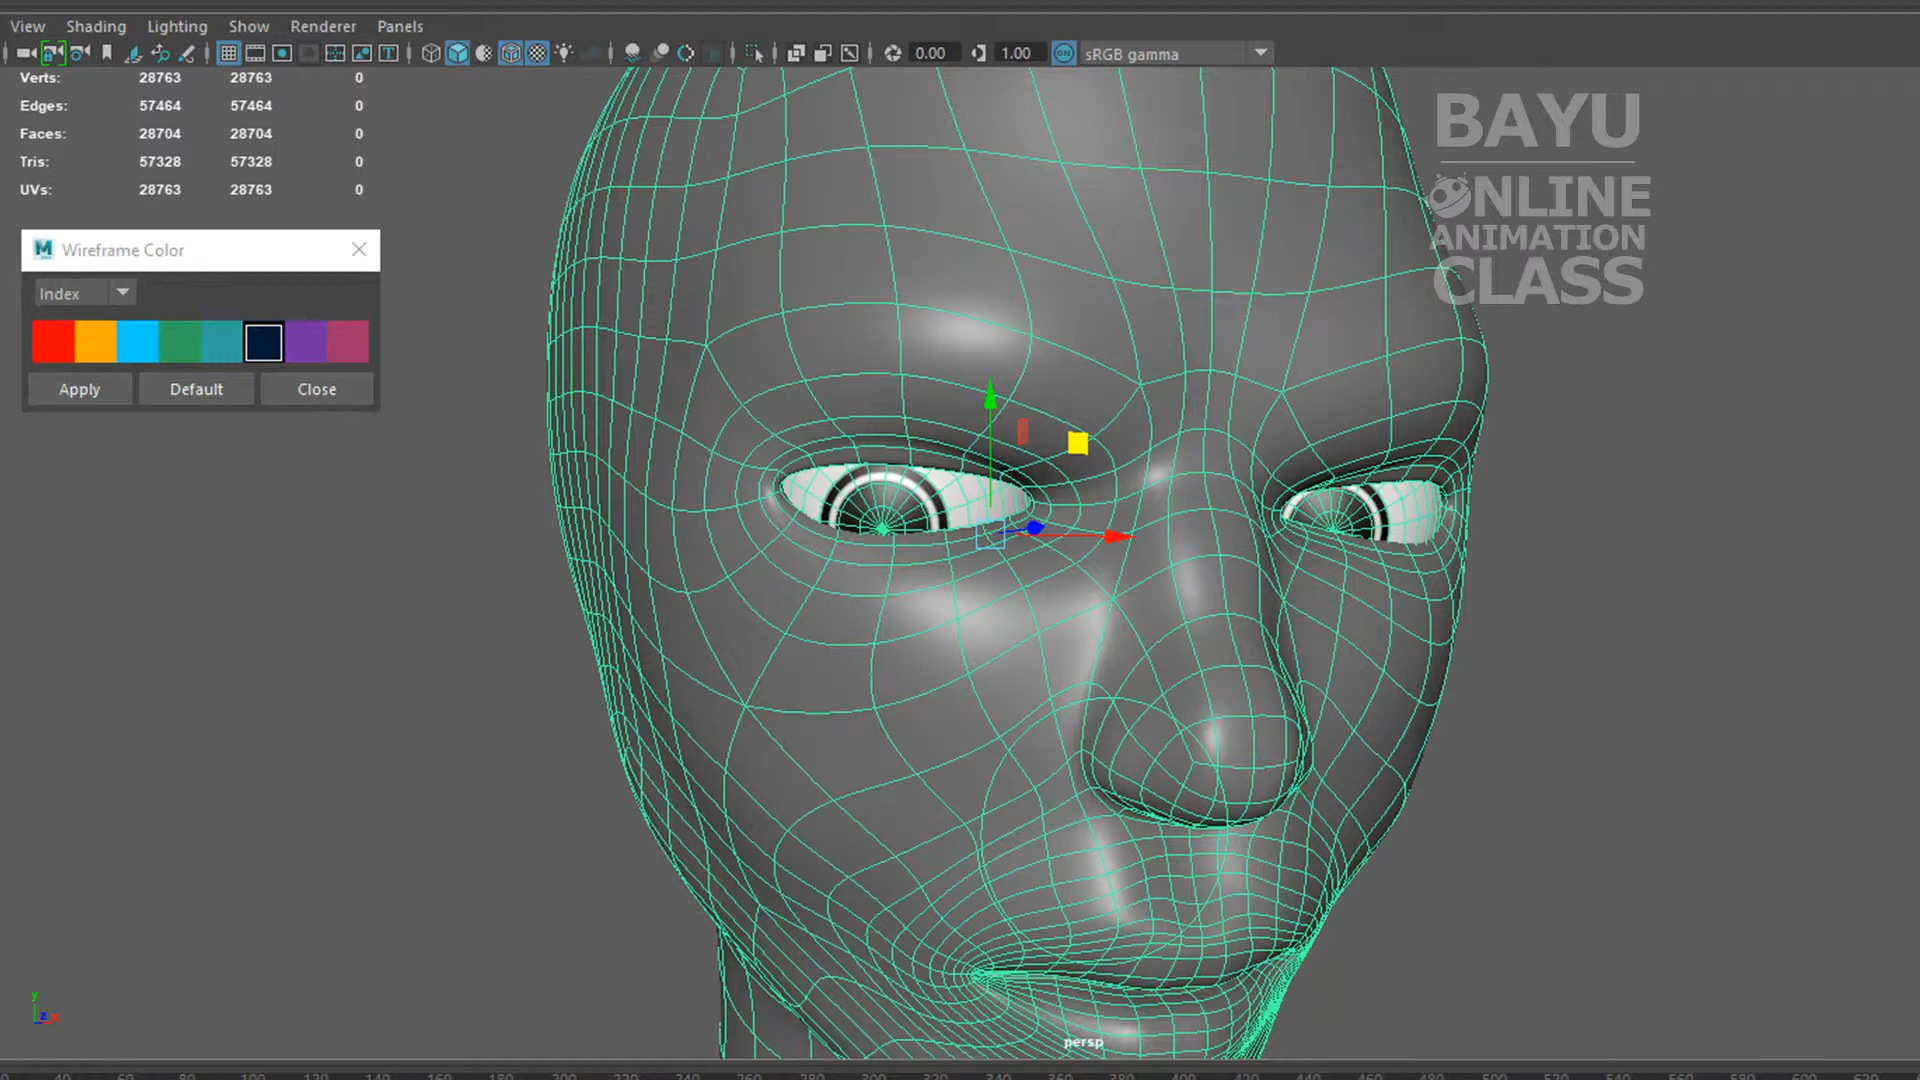 View Shading Lighting Show Renderer Panels
0.00 1.00 ON sRGB gamma
Verts: 28763 28763 0
Edges: 57464 57464 0
Faces: 28704 28704 0
Tris: 57328 57328 0
UVs: 28763 28763 0
M Wireframe Color
Index
Apply Default Close
BAYU
ONLINE
ANIMATION
CLASS
y
z x
persp